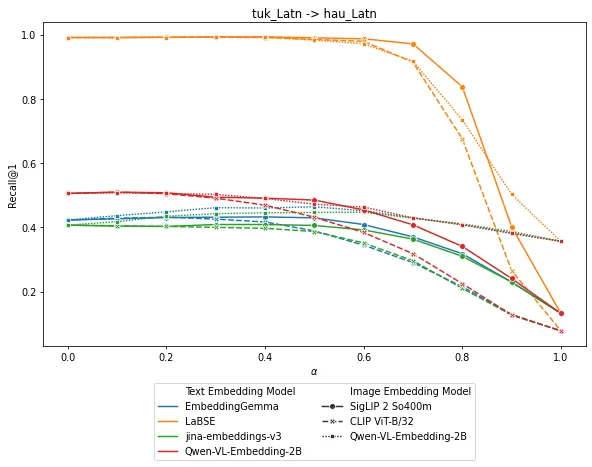 tuk_Latn -> hau_Latn
Recall@1
1.0
0.8
0.6
0.4
0.2
0.0 0.2 0.4 0.6 0.8 1.0
α
Text Embedding Model Image Embedding Model
EmbeddingGemma SigLIP 2 So400m
LaBSE CLIP ViT-B/32
jina-embeddings-v3 Qwen-VL-Embedding-2B
Qwen-VL-Embedding-2B